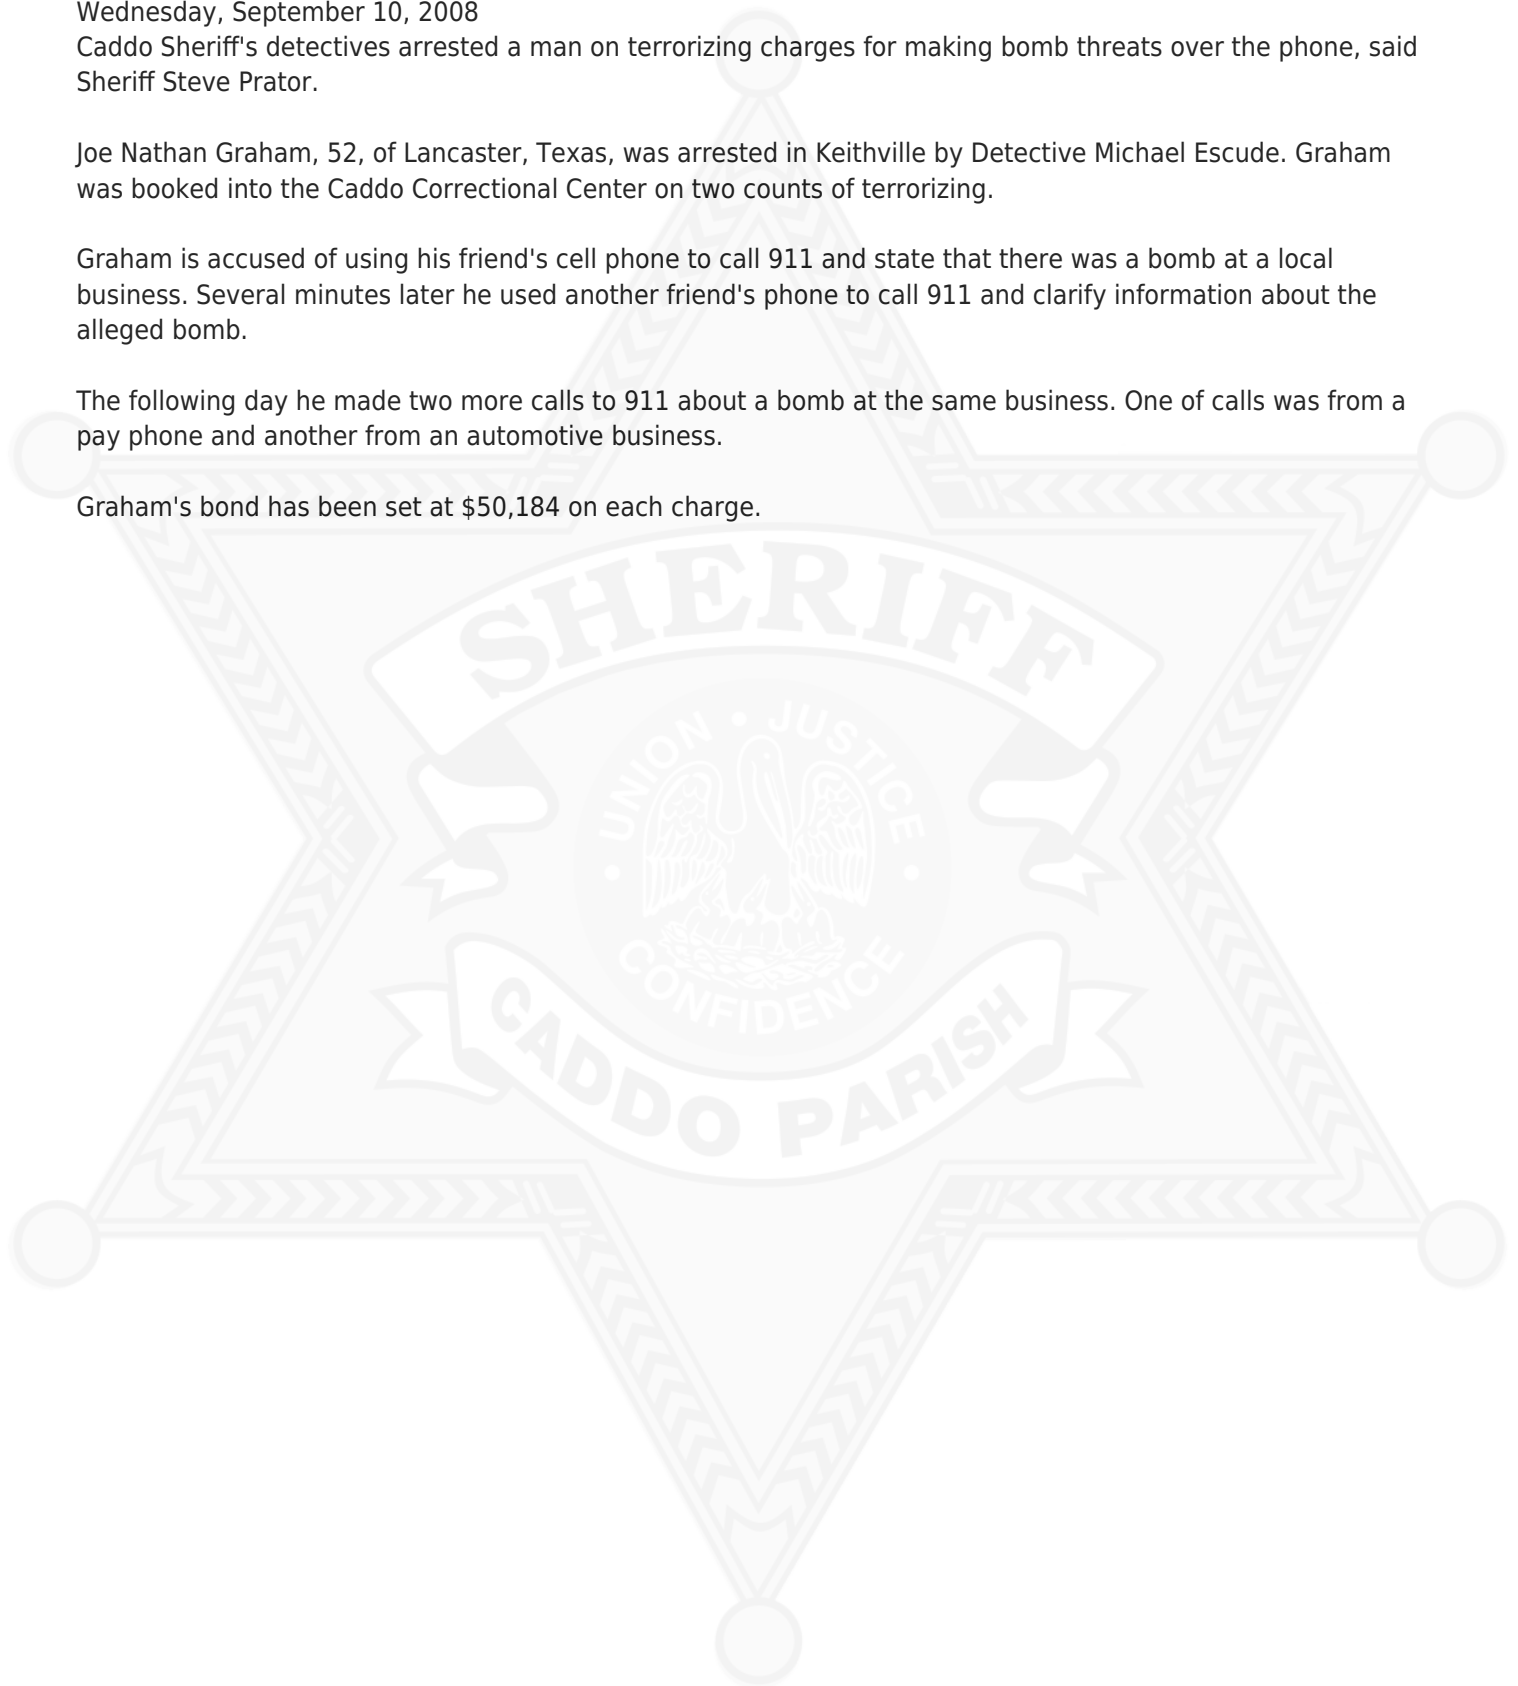 Wednesday, September 10, 2008
Caddo Sheriff's detectives arrested a man on terrorizing charges for making bomb threats over the phone, said
Sheriff Steve Prator.
Joe Nathan Graham, 52, of Lancaster, Texas, was arrested in Keithville by Detective Michael Escude. Graham
was booked into the Caddo Correctional Center on two counts of terrorizing.
Graham is accused of using his friend's cell phone to call 911 and state that there was a bomb at a local
business. Several minutes later he used another friend's phone to call 911 and clarify information about the
alleged bomb.
The following day he made two more calls to 911 about a bomb at the same business. One of calls was from a
pay phone and another from an automotive business.
Graham's bond has been set at $50,184 on each charge.
SHERIFF
UNION • JUSTICE
• CONFIDENCE •
CADDO PARISH